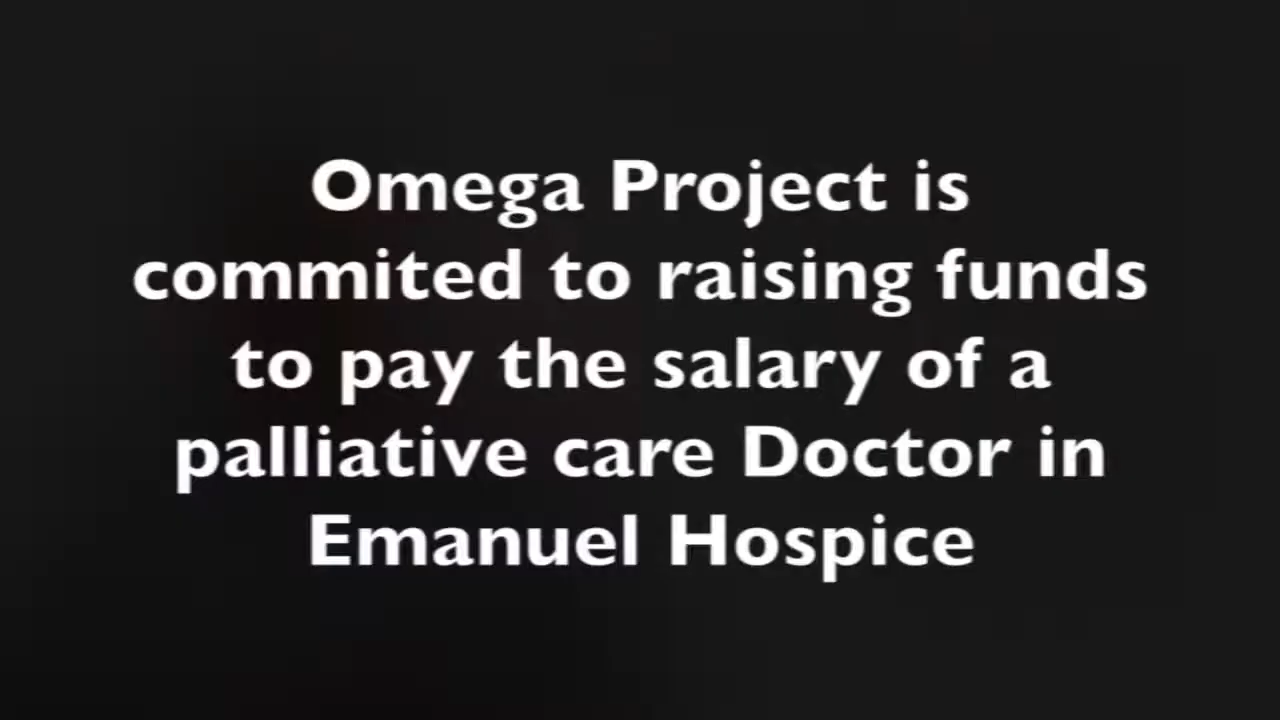 Omega Project is
commited to raising funds
to pay the salary of a
palliative care Doctor in
Emanuel Hospice